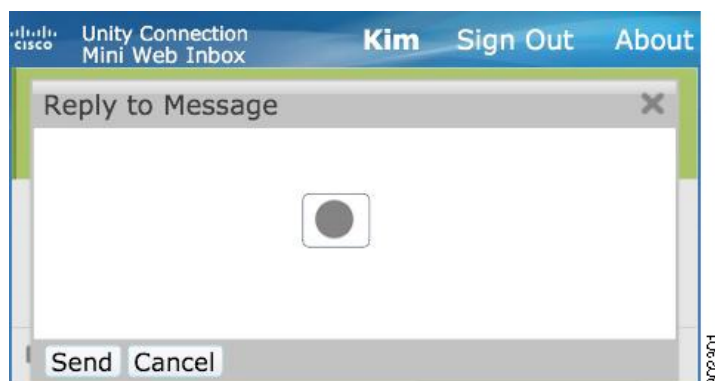 cisco
Unity Connection
Mini Web Inbox
Kim Sign Out About
Reply to Message
Send Cancel